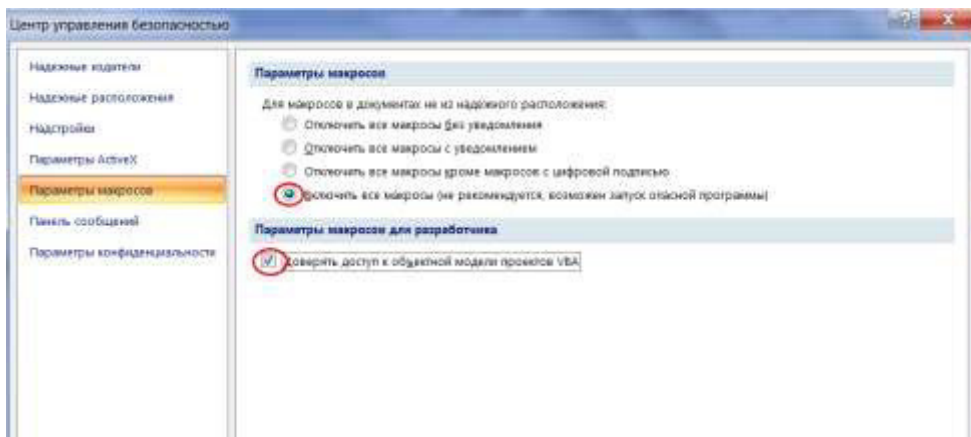 Центр управления безопасностью
Надежные издатели
Надежные расположения
Надстройки
Параметры ActiveX
Параметры макросов
Панель сообщений
Параметры конфиденциальности
Параметры макросов
Для макросов в документах не из надежного расположения:
Отключить все макросы без уведомления
Отключить все макросы с уведомлением
Отключить все макросы кроме макросов с цифровой подписью
Включить все макросы (не рекомендуется, возможен запуск опасной программы)
Параметры макросов для разработчика
Доверять доступ к объектной модели проектов VBA